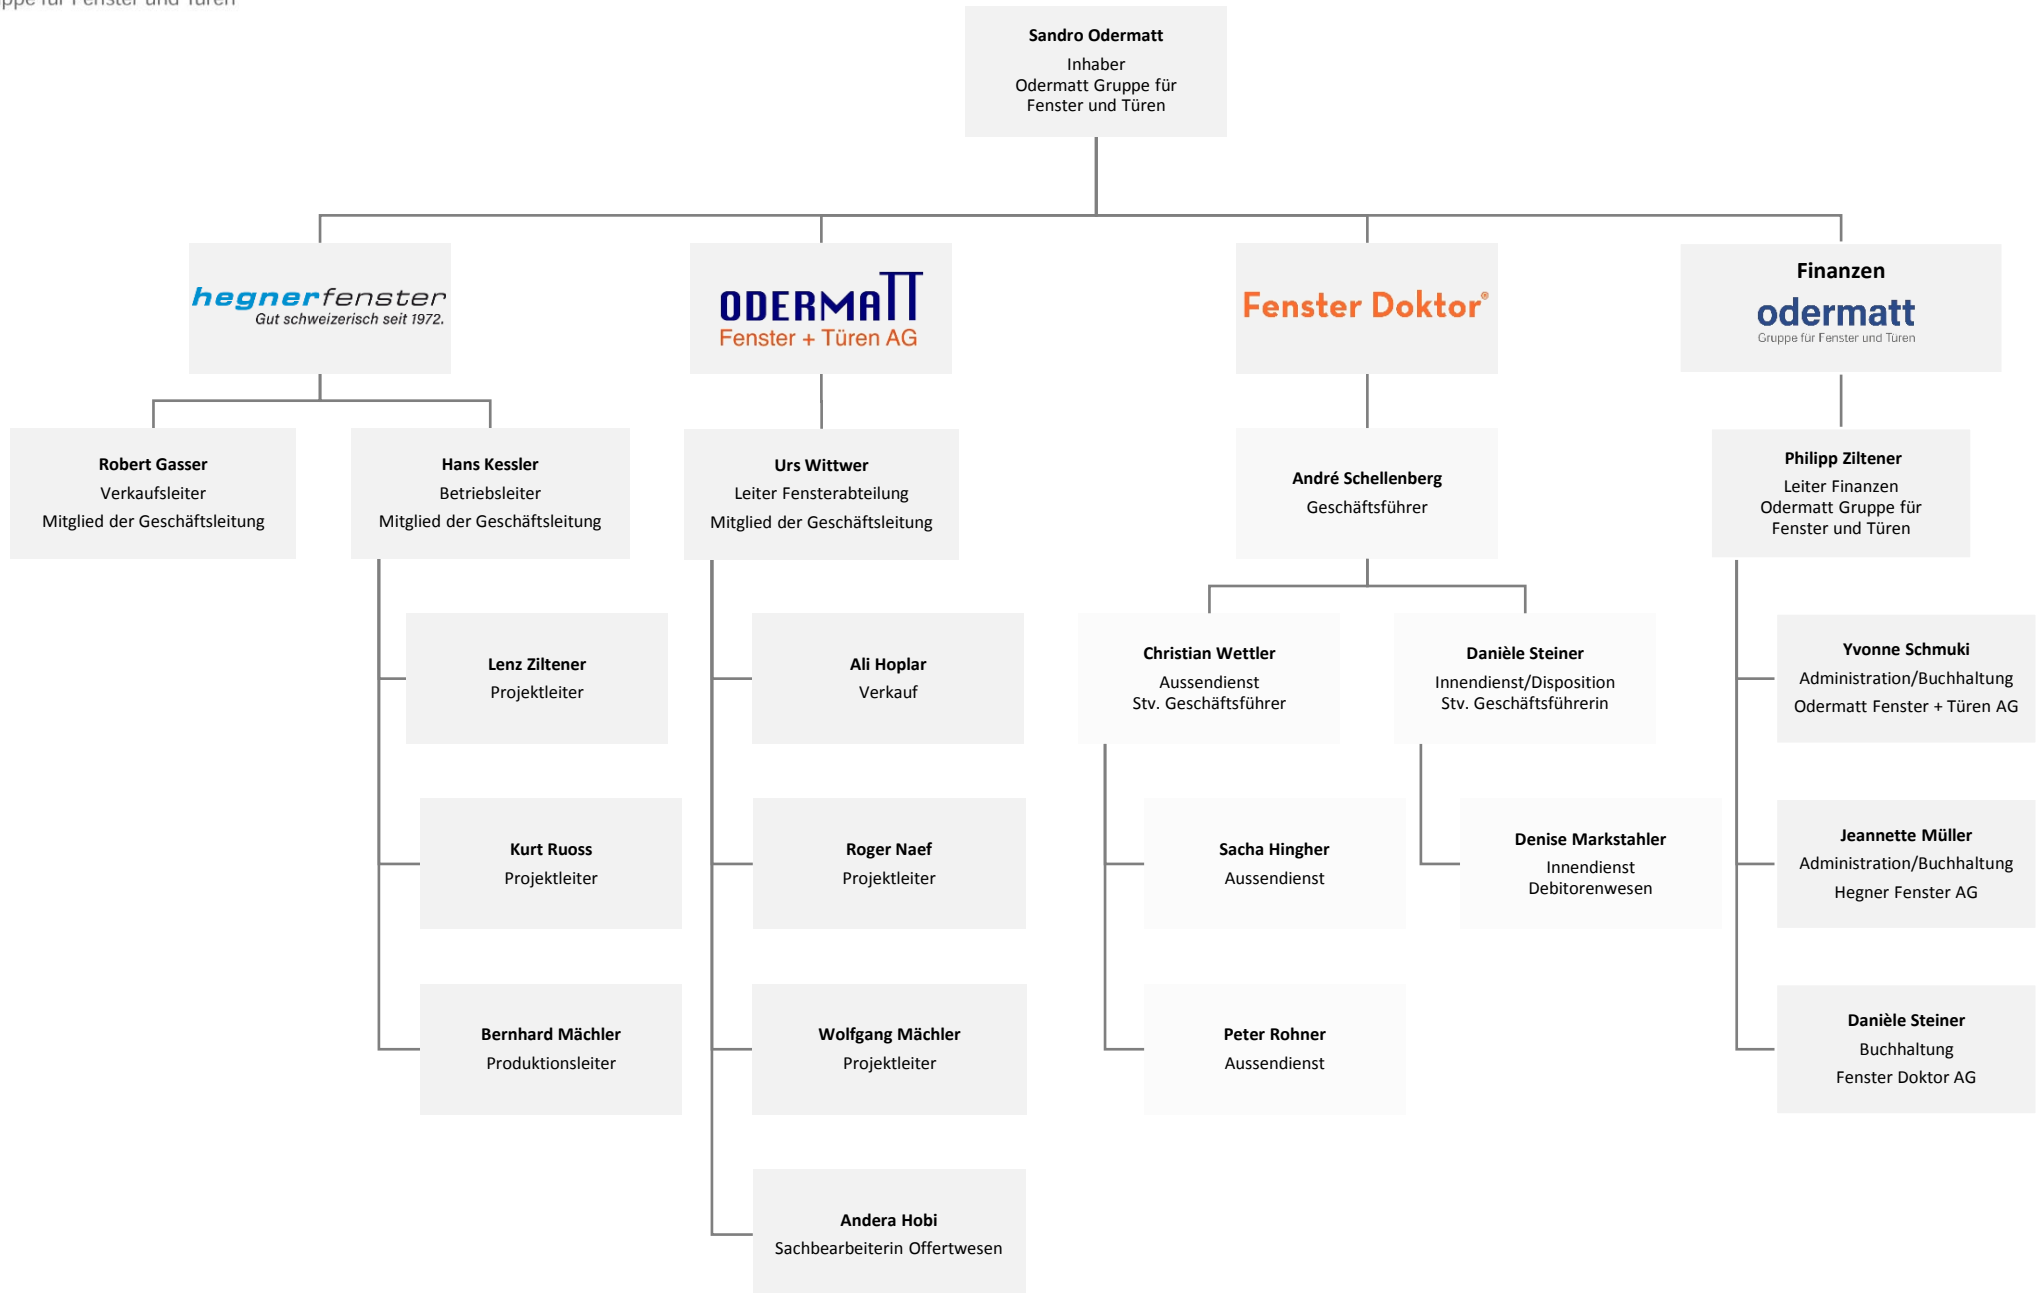 für Fenster und Türen
Sandro Odermatt
Inhaber
Odermatt Gruppe für
Fenster und Türen
hegnerfenster
Gut schweizerisch seit 1972.
ODERMATT
Fenster + Türen AG
Fenster Doktor®
Finanzen
odermatt
Gruppe für Fenster und Türen
Robert Gasser
Verkaufsleiter
Mitglied der Geschäftsleitung
Hans Kessler
Betriebsleiter
Mitglied der Geschäftsleitung
Urs Wittwer
Leiter Fensterabteilung
Mitglied der Geschäftsleitung
André Schellenberg
Geschäftsführer
Philipp Ziltener
Leiter Finanzen
Odermatt Gruppe für
Fenster und Türen
Lenz Ziltener
Projektleiter
Ali Hoplar
Verkauf
Christian Wettler
Aussendienst
Stv. Geschäftsführer
Danièle Steiner
Innendienst/Disposition
Stv. Geschäftsführerin
Yvonne Schmuki
Administration/Buchhaltung
Odermatt Fenster + Türen AG
Kurt Ruoss
Projektleiter
Roger Naef
Projektleiter
Sacha Hingher
Aussendienst
Denise Markstahler
Innendienst
Debitorenwesen
Jeannette Müller
Administration/Buchhaltung
Hegner Fenster AG
Bernhard Mächler
Produktionsleiter
Wolfgang Mächler
Projektleiter
Peter Rohner
Aussendienst
Danièle Steiner
Buchhaltung
Fenster Doktor AG
Andera Hobi
Sachbearbeiterin Offertwesen